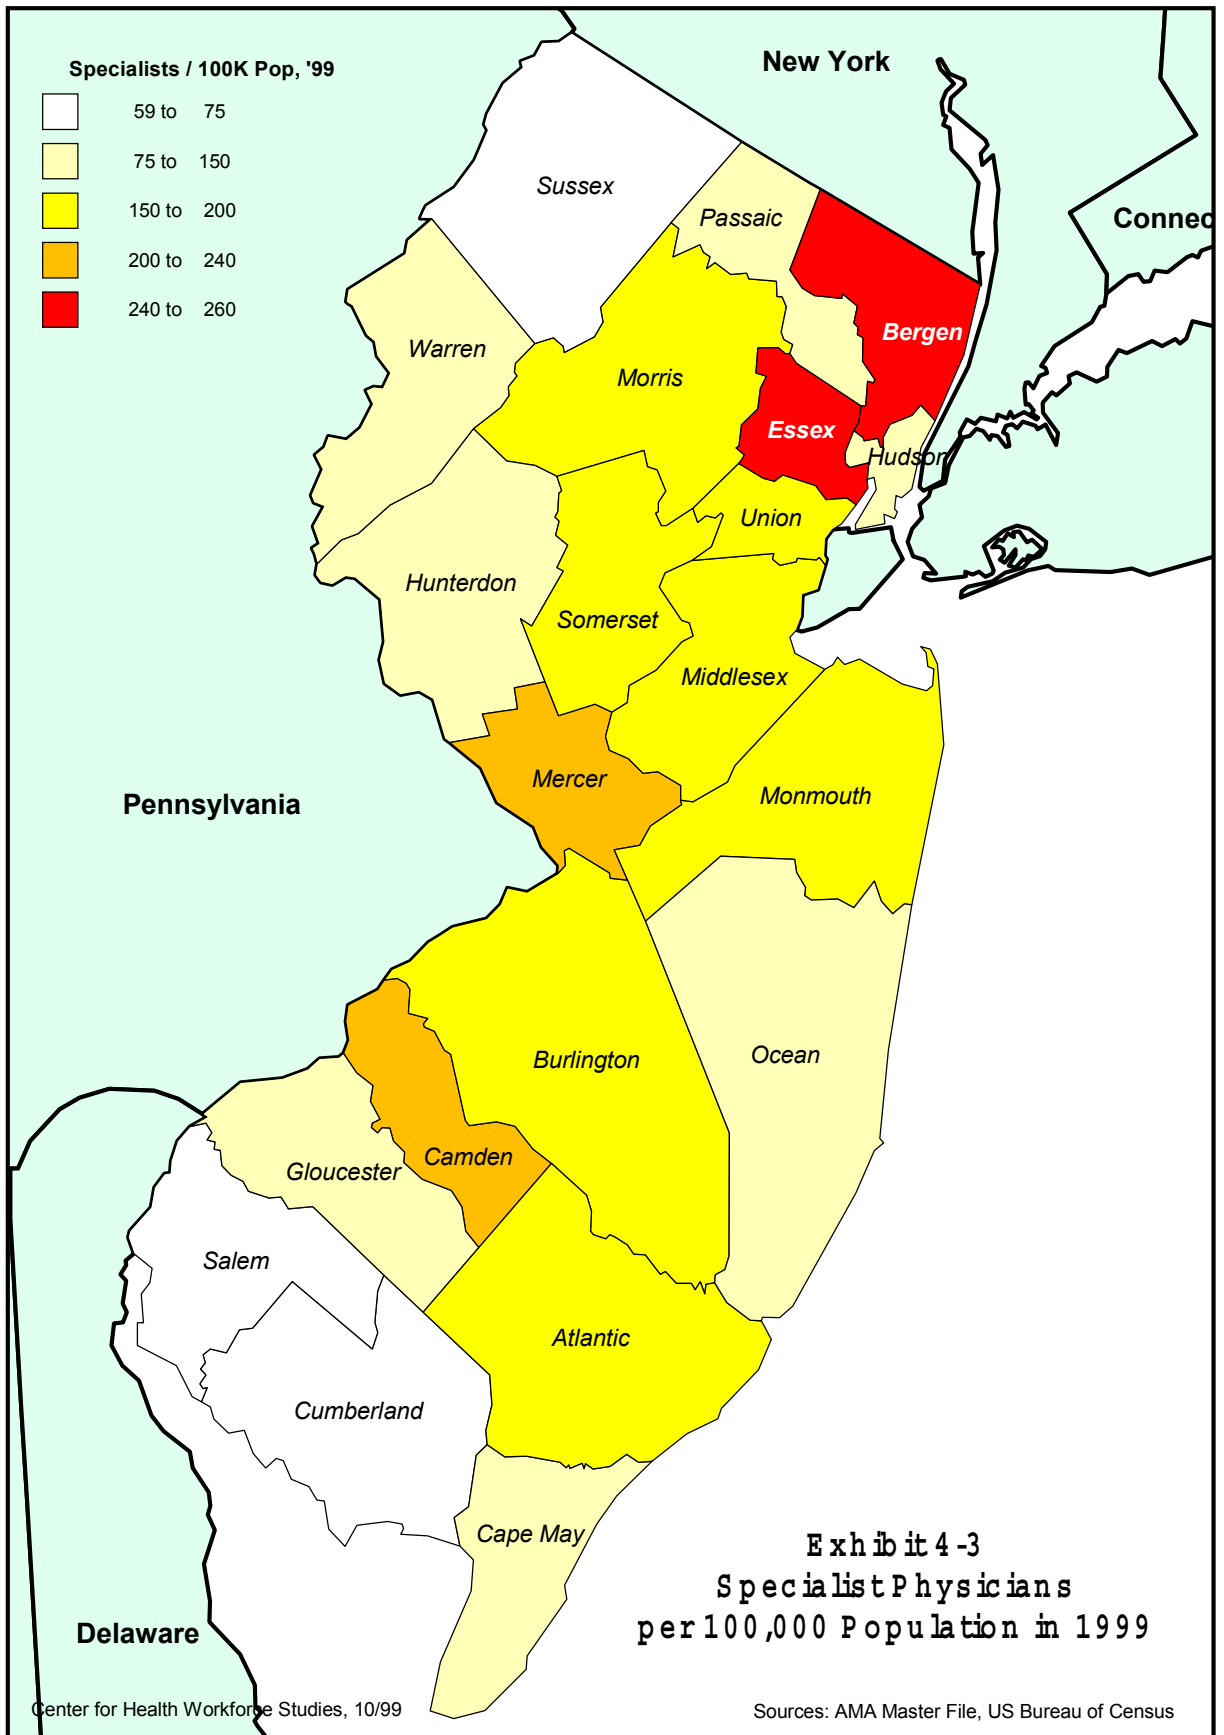 Specialists / 100K Pop, '99
59 to 75
75 to 150
150 to 200
200 to 240
240 to 260
New York
Connec
Sussex
Passaic
Bergen
Warren
Morris
Essex
Hudson
Union
Hunterdon
Somerset
Middlesex
Mercer
Monmouth
Pennsylvania
Burlington
Ocean
Camden
Gloucester
Salem
Atlantic
Cumberland
Cape May
Delaware
Exhibit 4-3
Specialist Physicians
per 100,000 Population in 1999
Center for Health Workforce Studies, 10/99
Sources: AMA Master File, US Bureau of Census